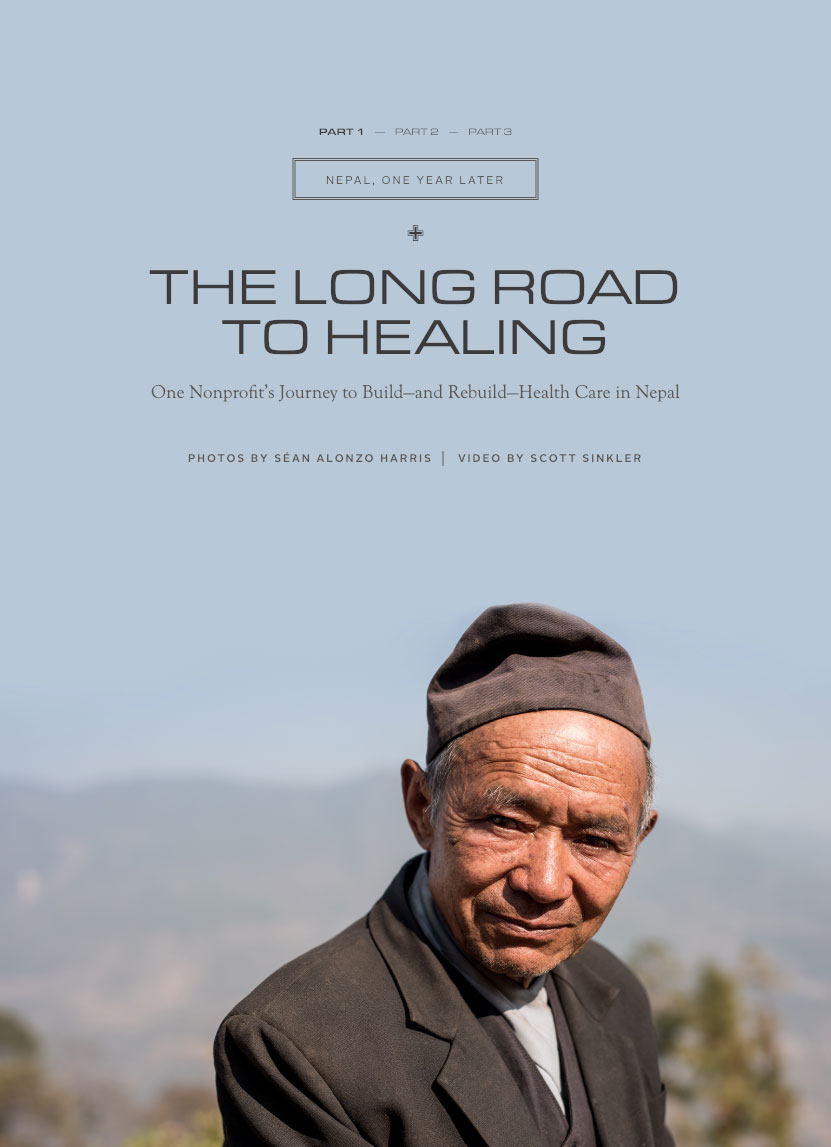 PART 1 — PART 2 — PART 3
NEPAL, ONE YEAR LATER
THE LONG ROAD
TO HEALING
One Nonprofit's Journey to Build—and Rebuild—Health Care in Nepal
PHOTOS BY SÉAN ALONZO HARRIS | VIDEO BY SCOTT SINKLER